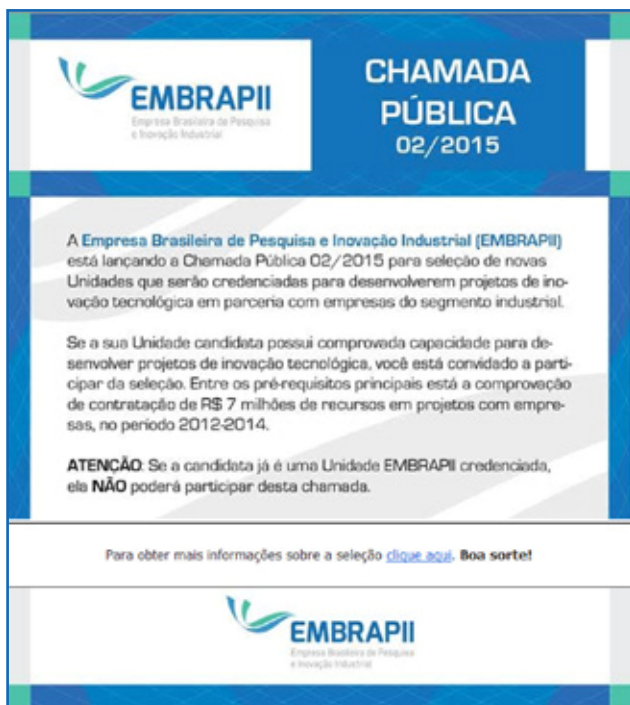 EMBRAPII
Empresa Brasileira de Pesquisa
e Inovação Industrial
CHAMADA
PÚBLICA
02/2015
A Empresa Brasileira de Pesquisa e Inovação Industrial (EMBRAPII)
está lançando a Chamada Pública 02/2015 para seleção de novas
Unidades que serão credenciadas para desenvolverem projetos de ino-
vação tecnológica em parceria com empresas do segmento industrial.
Se a sua Unidade candidata possui comprovada capacidade para de-
senvolver projetos de inovação tecnológica, você está convidado a parti-
cipar da seleção. Entre os pré-requisitos principais está a comprovação
de contratação de R$ 7 milhões de recursos em projetos com empre-
sas, no período 2012-2014.
ATENÇÃO: Se a candidata já é uma Unidade EMBRAPII credenciada,
ela NÃO poderá participar desta chamada.
Para obter mais informações sobre a seleção clique aqui. Boa sorte!
EMBRAPII
Empresa Brasileira de Pesquisa
e Inovação Industrial